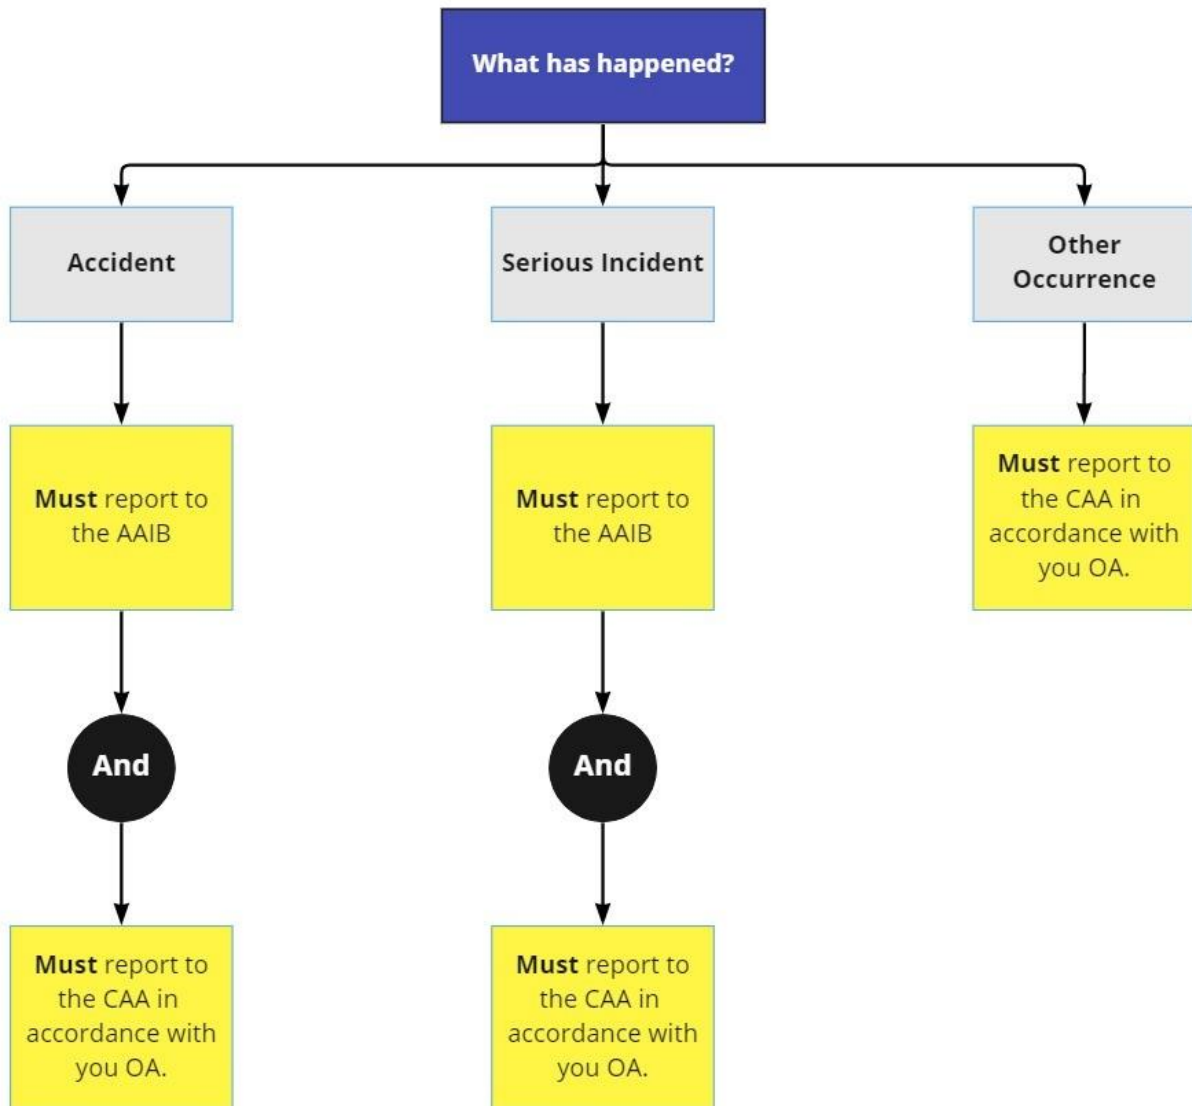 What has happened?
Accident
Serious Incident
Other
Occurrence
Must report to
the AAIB
Must report to
the AAIB
Must report to
the CAA in
accordance with
you OA.
And
And
Must report to
the CAA in
accordance with
you OA.
Must report to
the CAA in
accordance with
you OA.